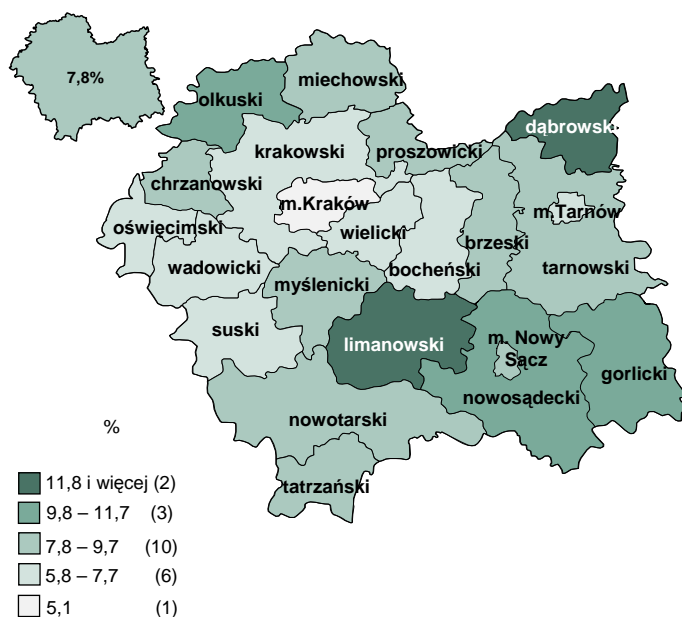 7,8%
miechowski
olkuski
dąbrowski
krakowski
proszowicki
chrzanowski
m.Kraków
m.Tarnów
oświęcimski
wielicki
brzeski
wadowicki
bocheński
tarnowski
myślenicki
suski
limanowski
m. Nowy
Sącz
gorlicki
nowosądecki
nowotarski
tatrzański
%
11,8 i więcej (2)
9,8 – 11,7 (3)
7,8 – 9,7 (10)
5,8 – 7,7 (6)
5,1 (1)